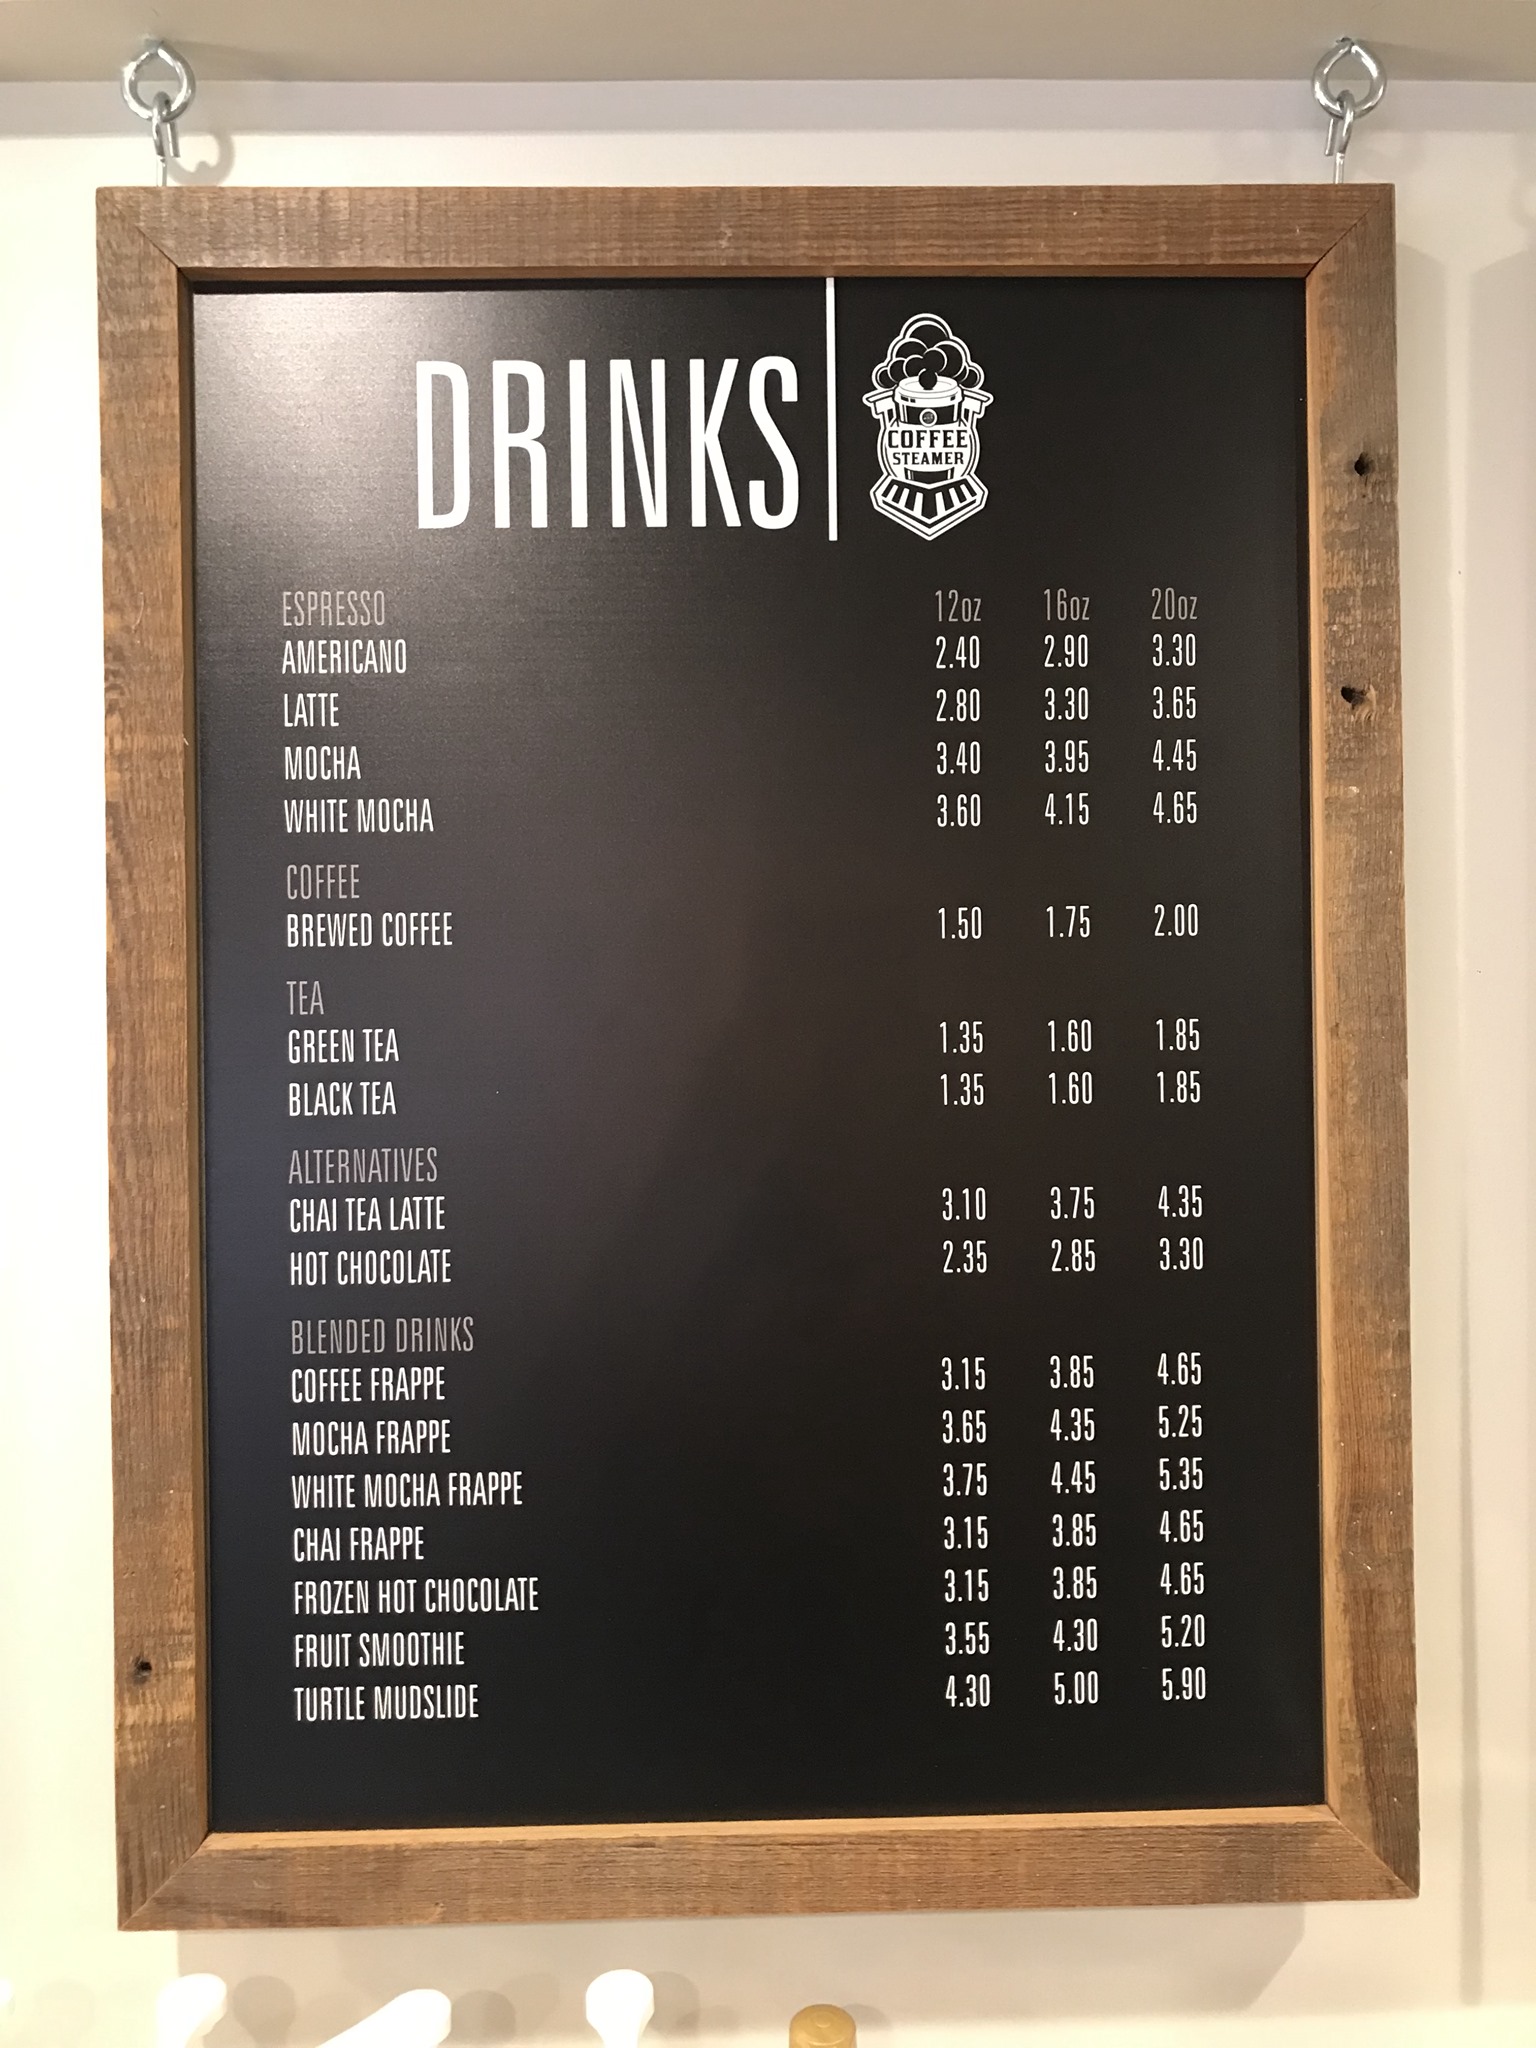 DRINKS
COFFEE
STEAMER
ESPRESSO 12oz 16oz 20oz
AMERICANO 2.40 2.90 3.30
LATTE 2.80 3.30 3.65
MOCHA 3.40 3.95 4.45
WHITE MOCHA 3.60 4.15 4.65
COFFEE
BREWED COFFEE 1.50 1.75 2.00
TEA
GREEN TEA 1.35 1.60 1.85
BLACK TEA 1.35 1.60 1.85
ALTERNATIVES
CHAI TEA LATTE 3.10 3.75 4.35
HOT CHOCOLATE 2.35 2.85 3.30
BLENDED DRINKS
COFFEE FRAPPE 3.15 3.85 4.65
MOCHA FRAPPE 3.65 4.35 5.25
WHITE MOCHA FRAPPE 3.75 4.45 5.35
CHAI FRAPPE 3.15 3.85 4.65
FROZEN HOT CHOCOLATE 3.15 3.85 4.65
FRUIT SMOOTHIE 3.55 4.30 5.20
TURTLE MUDSLIDE 4.30 5.00 5.90